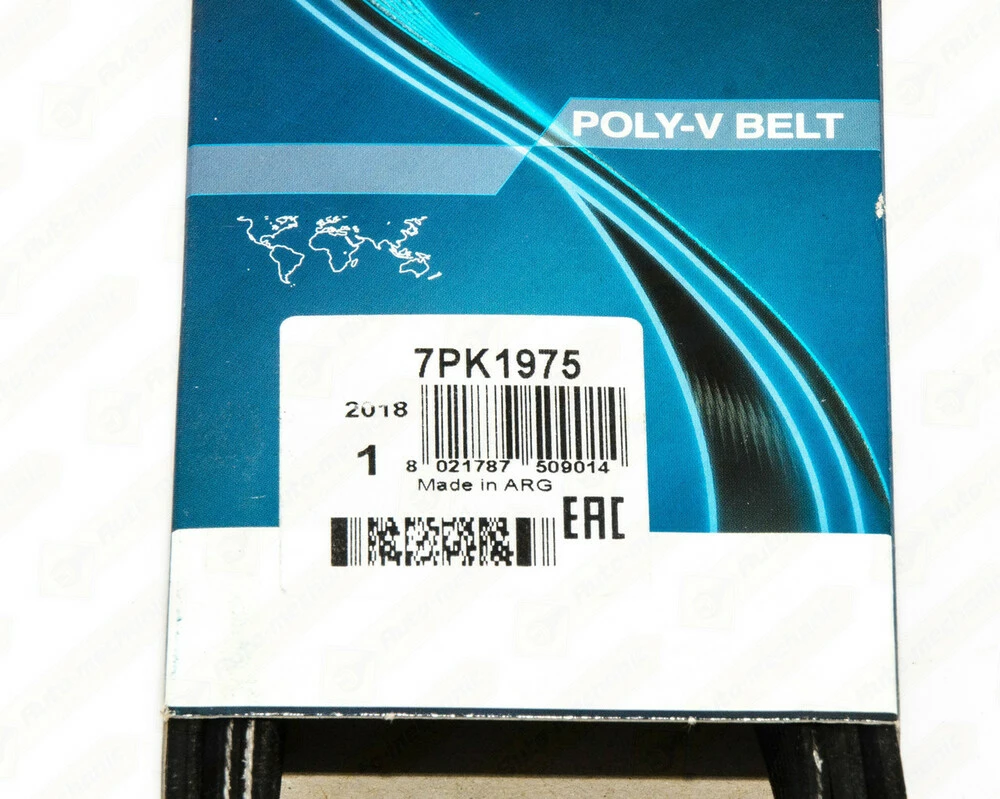 POLY-V BELT
7PK1975
2018
1
8 021787 509014
Made in ARG
EAC